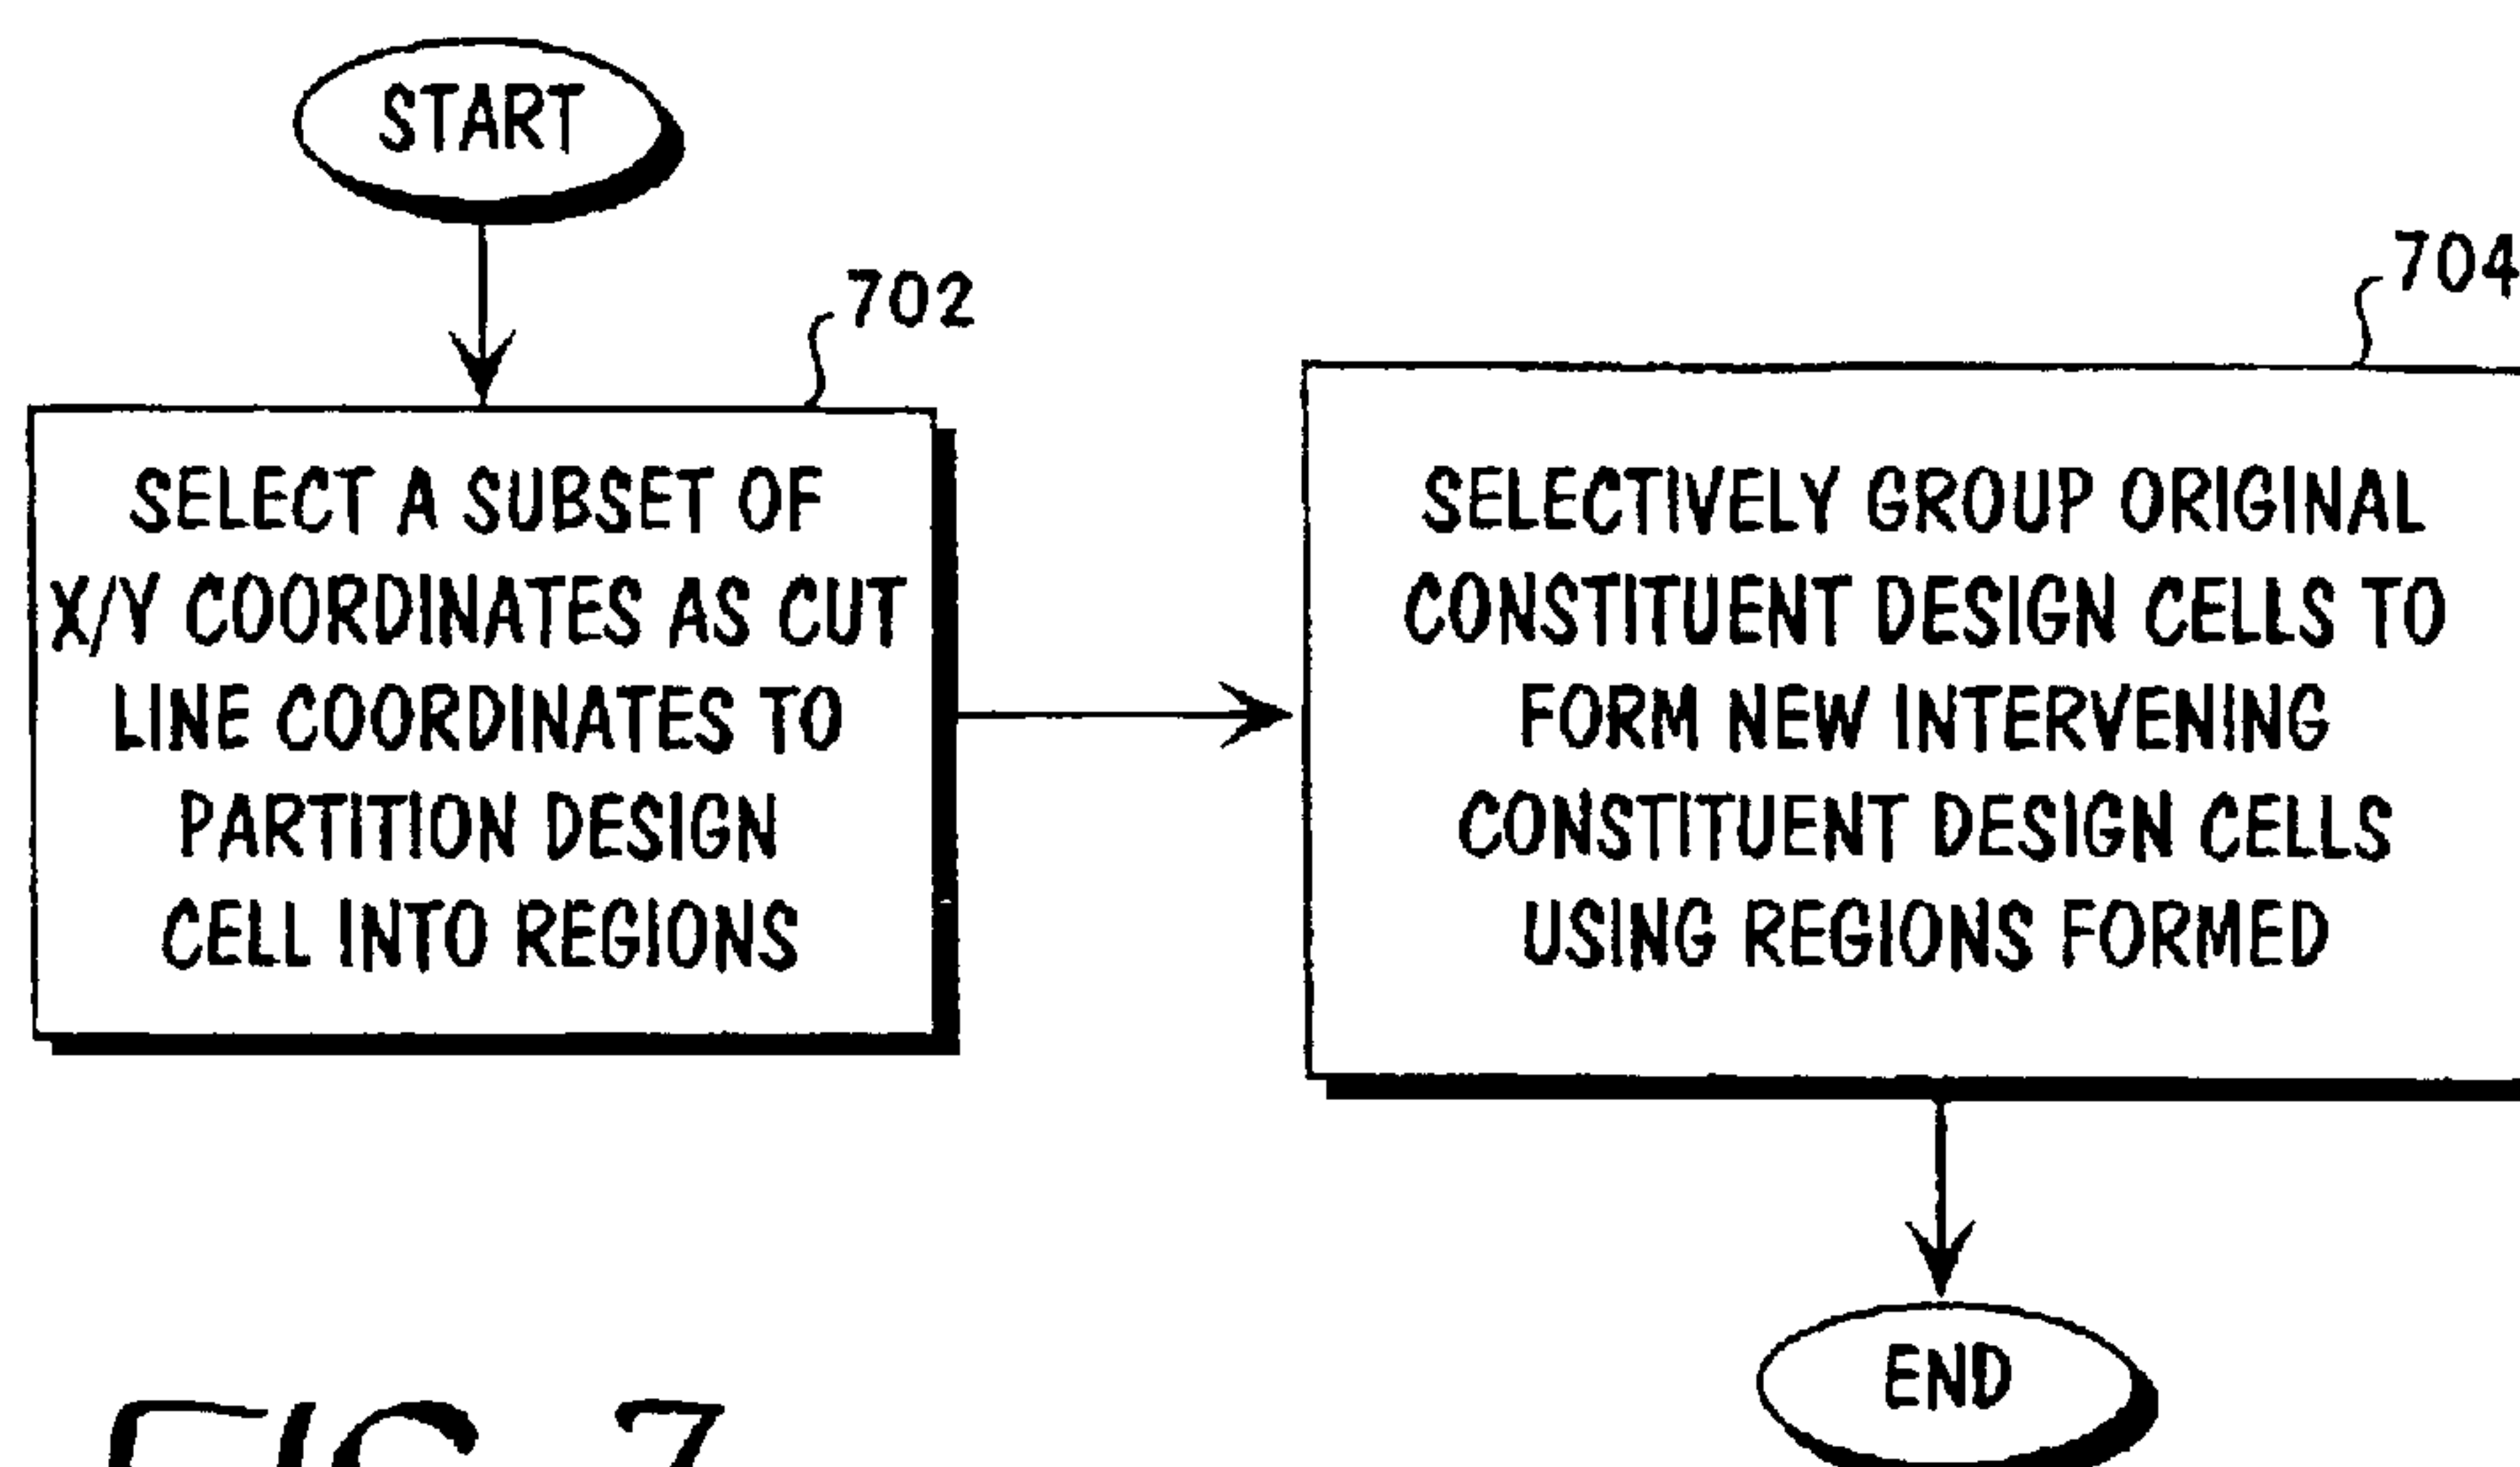 START
702
SELECT A SUBSET OF
X/Y COORDINATES AS CUT
LINE COORDINATES TO
PARTITION DESIGN
CELL INTO REGIONS
704
SELECTIVELY GROUP ORIGINAL
CONSTITUENT DESIGN CELLS TO
FORM NEW INTERVENING
CONSTITUENT DESIGN CELLS
USING REGIONS FORMED
END
FIG. 7